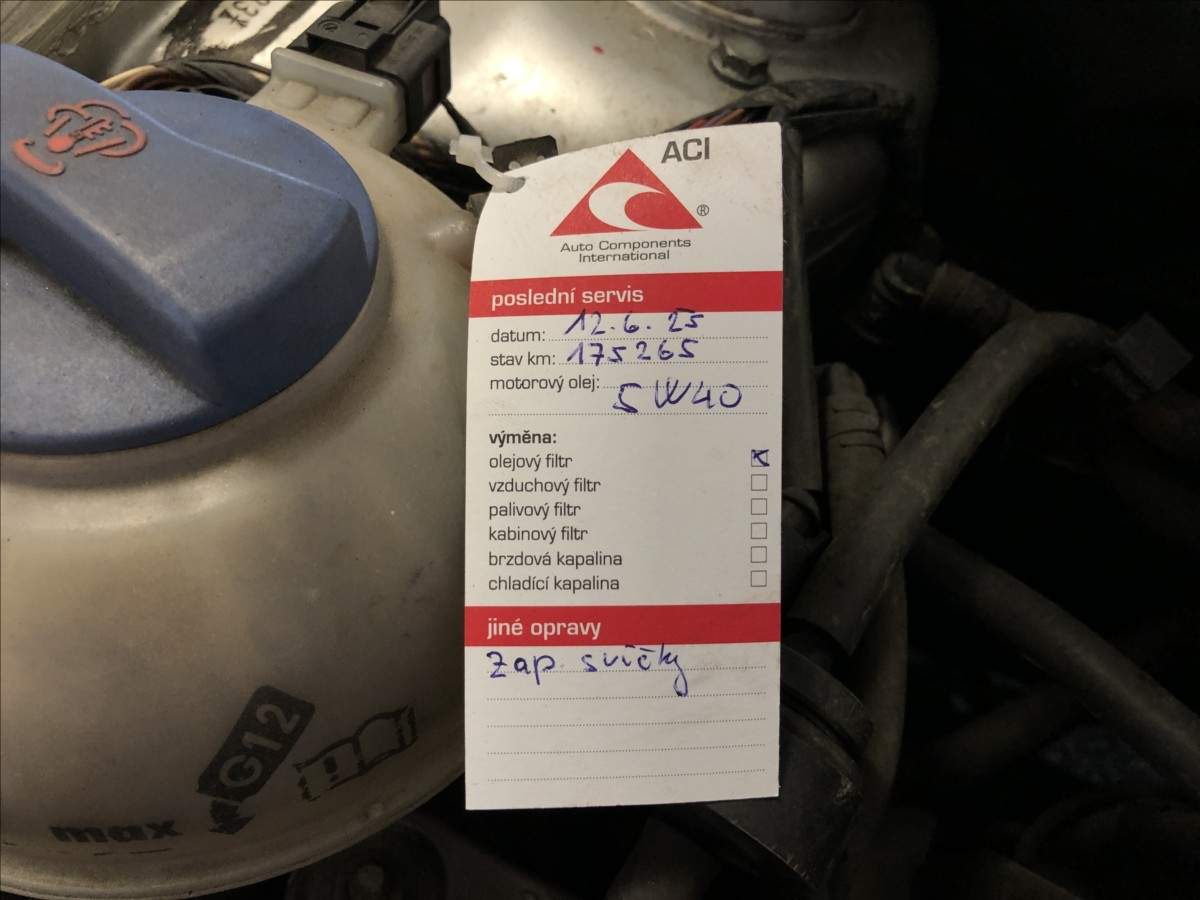 ACI
®
Auto Components
International
poslední servis
datum: 12.6.25
stav km: 175265
motorový olej: 5W40
výměna:
olejový filtr
vzduchový filtr
palivový filtr
kabinový filtr
brzdová kapalina
chladící kapalina
jiné opravy
Zap. svíčky
G12
max